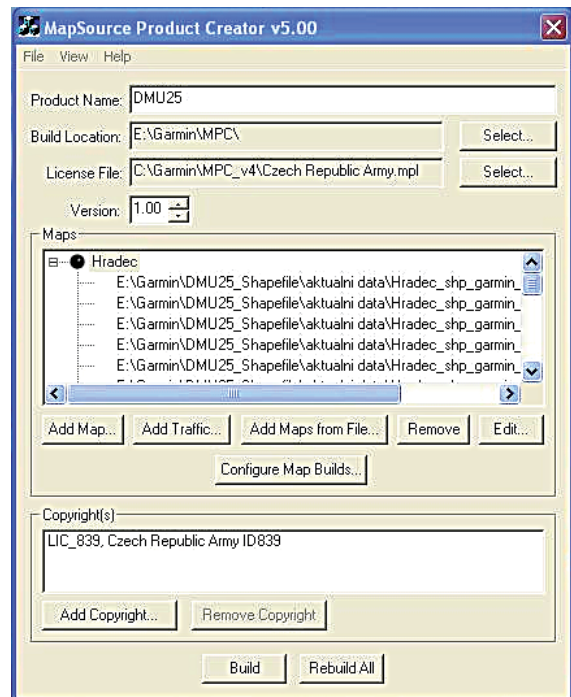 MapSource Product Creator v5.00
File View Help
Product Name: DMU25
Build Location: E:\Garmin\MPC\ Select...
License File: C:\Garmin\MPC_v4\Czech Republic Army.mpl Select...
Version: 1.00
Maps
Hradec
E:\Garmin\DMU25_Shapefile\aktualni data\Hradec_shp_garmin_
E:\Garmin\DMU25_Shapefile\aktualni data\Hradec_shp_garmin_
E:\Garmin\DMU25_Shapefile\aktualni data\Hradec_shp_garmin_
E:\Garmin\DMU25_Shapefile\aktualni data\Hradec_shp_garmin_
E:\Garmin\DMU25_Shapefile\aktualni data\Hradec_shp_garmin_
Add Map... Add Traffic... Add Maps from File... Remove Edit...
Configure Map Builds...
Copyright(s)
LIC_839, Czech Republic Army ID839
Add Copyright... Remove Copyright
Build Rebuild All